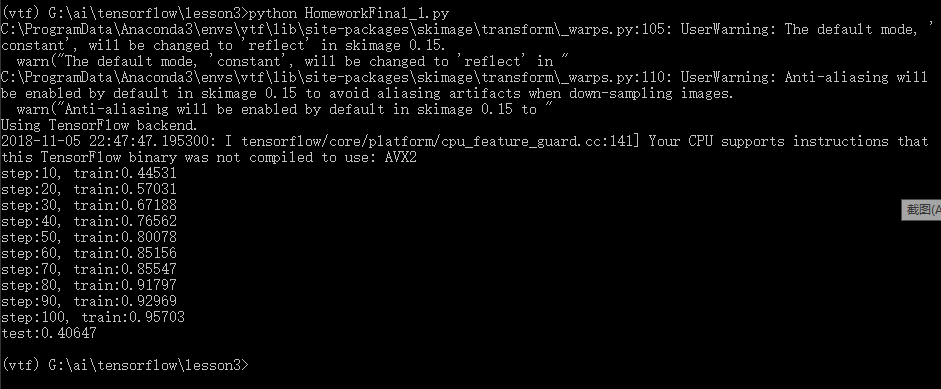 (vtf) G:\ai\tensorflow\lesson3>python HomeworkFinal_1.py
C:\ProgramData\Anaconda3\envs\vtf\lib\site-packages\skimage\transform\_warps.py:105: UserWarning: The default mode, '
constant', will be changed to 'reflect' in skimage 0.15.
  warn("The default mode, 'constant', will be changed to 'reflect' in "
C:\ProgramData\Anaconda3\envs\vtf\lib\site-packages\skimage\transform\_warps.py:110: UserWarning: Anti-aliasing will
be enabled by default in skimage 0.15 to avoid aliasing artifacts when down-sampling images.
  warn("Anti-aliasing will be enabled by default in skimage 0.15 to "
Using TensorFlow backend.
2018-11-05 22:47:47.195300: I tensorflow/core/platform/cpu_feature_guard.cc:141] Your CPU supports instructions that
this TensorFlow binary was not compiled to use: AVX2
step:10, train:0.44531
step:20, train:0.57031
step:30, train:0.67188
step:40, train:0.76562
截图(A
step:50, train:0.80078
step:60, train:0.85156
step:70, train:0.85547
step:80, train:0.91797
step:90, train:0.92969
step:100, train:0.95703
test:0.40647
(vtf) G:\ai\tensorflow\lesson3>